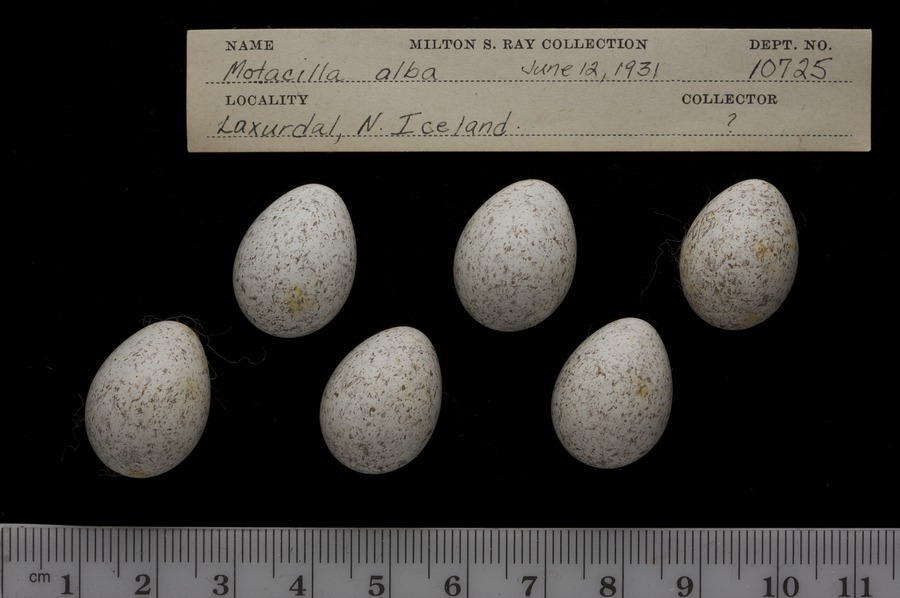 NAME MILTON S. RAY COLLECTION DEPT. NO.
Motacilla alba June 12, 1931 10725
LOCALITY COLLECTOR
Laxurdal, N. Iceland. ?
cm 1 2 3 4 5 6 7 8 9 10 11